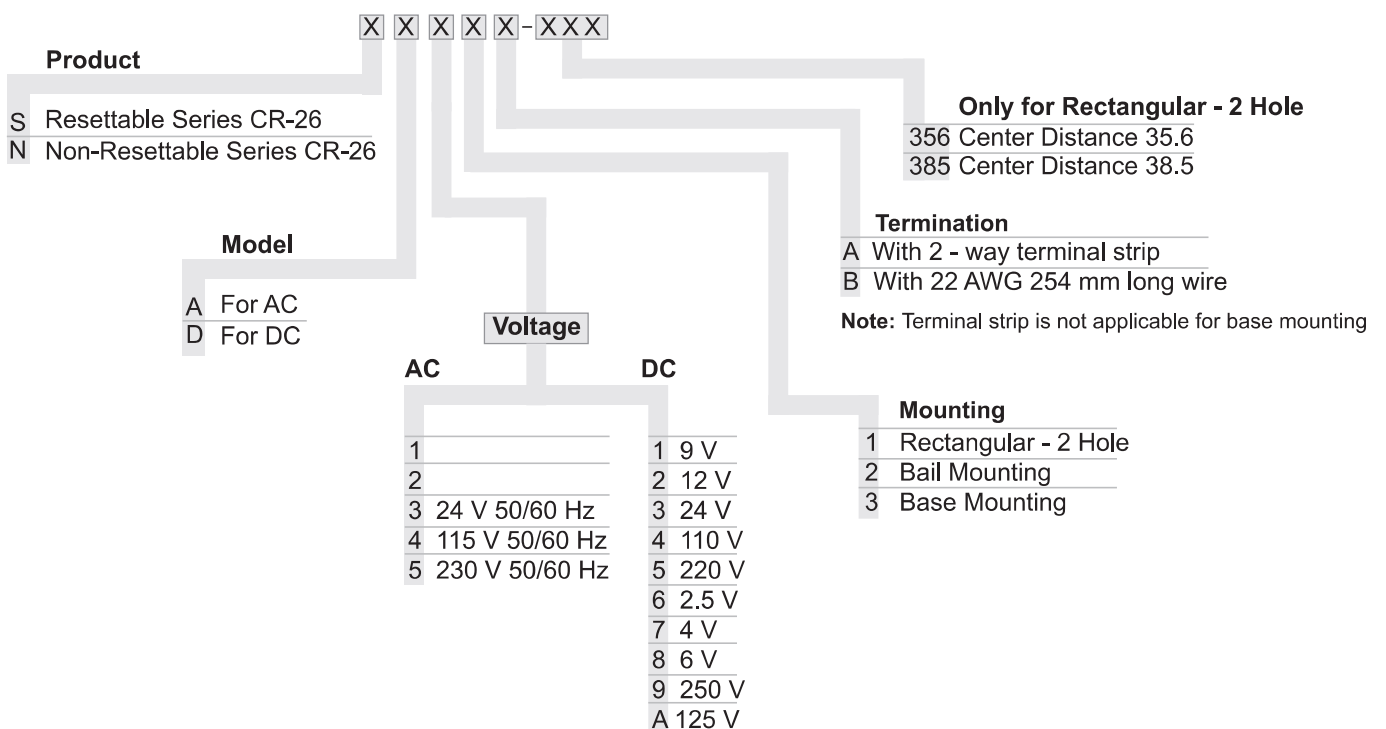 X X X X X - X X X
Product
S Resettable Series CR-26
N Non-Resettable Series CR-26
Only for Rectangular - 2 Hole
356 Center Distance 35.6
385 Center Distance 38.5
Model
A For AC
D For DC
Termination
A With 2 - way terminal strip
B With 22 AWG 254 mm long wire
Note: Terminal strip is not applicable for base mounting
Voltage
AC
1
2
3 24 V 50/60 Hz
4 115 V 50/60 Hz
5 230 V 50/60 Hz
DC
1 9 V
2 12 V
3 24 V
4 110 V
5 220 V
6 2.5 V
7 4 V
8 6 V
9 250 V
A 125 V
Mounting
1 Rectangular - 2 Hole
2 Bail Mounting
3 Base Mounting